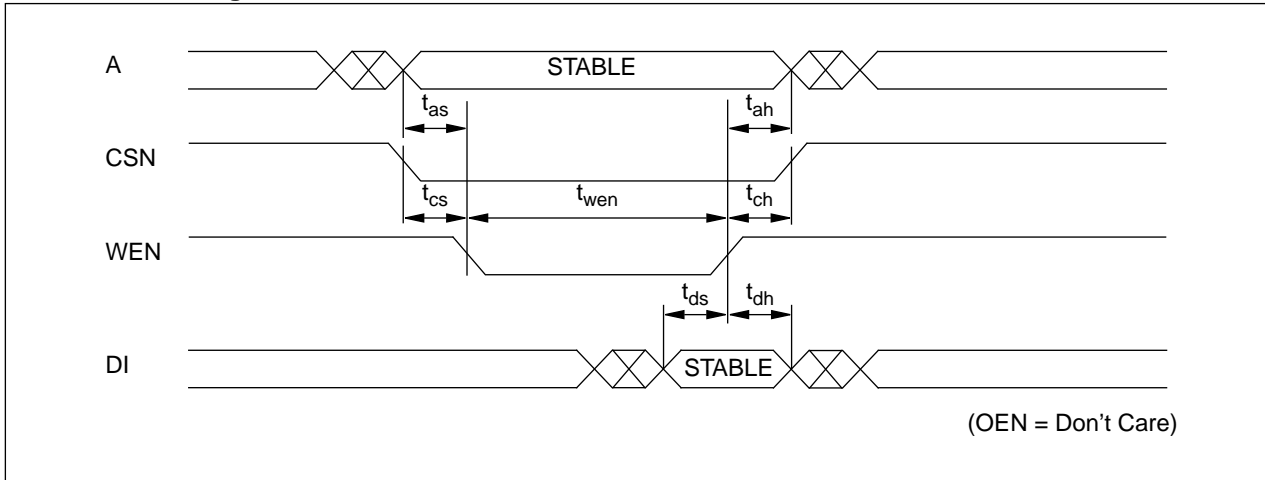 A
STABLE
tas
tah
CSN
tcs
twen
tch
WEN
tds
tdh
DI
STABLE
(OEN = Don't Care)